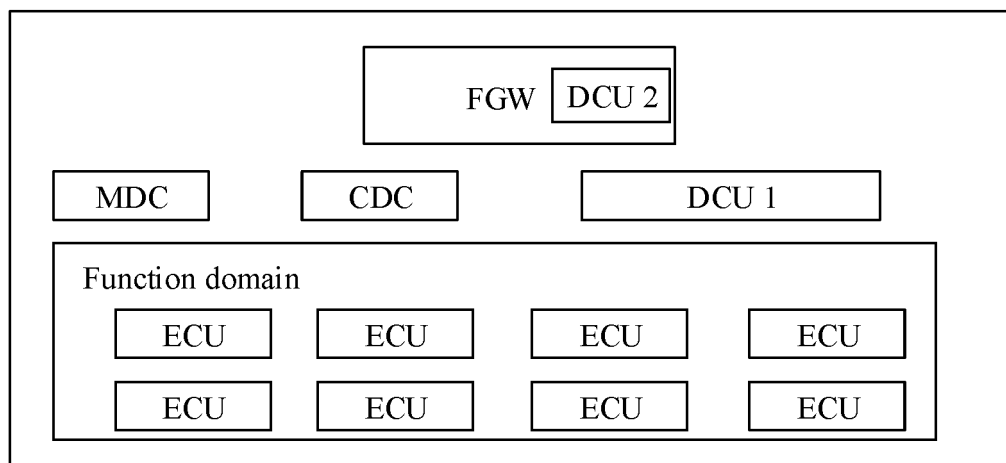 FGW DCU 2
MDC CDC DCU 1
Function domain
ECU ECU ECU ECU
ECU ECU ECU ECU